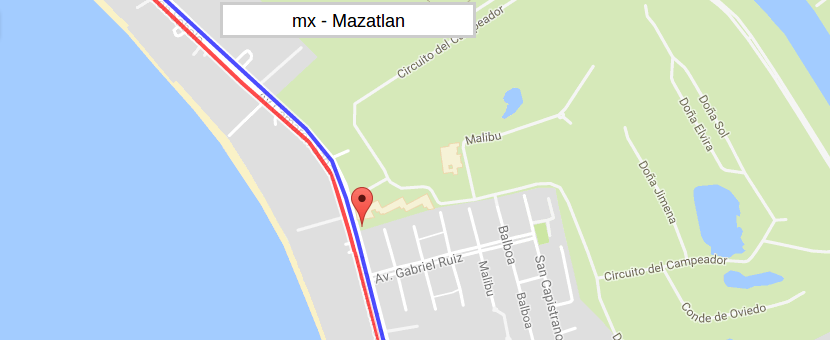 mx - Mazatlan
Circuito del Campeador
Malibu
Doña Sol
Doña Elvira
Doña Jimena
Balboa
Av. Gabriel Ruiz
Malibu
San Capistrano
Circuito del Campeador
Balboa
Conde de Oviedo